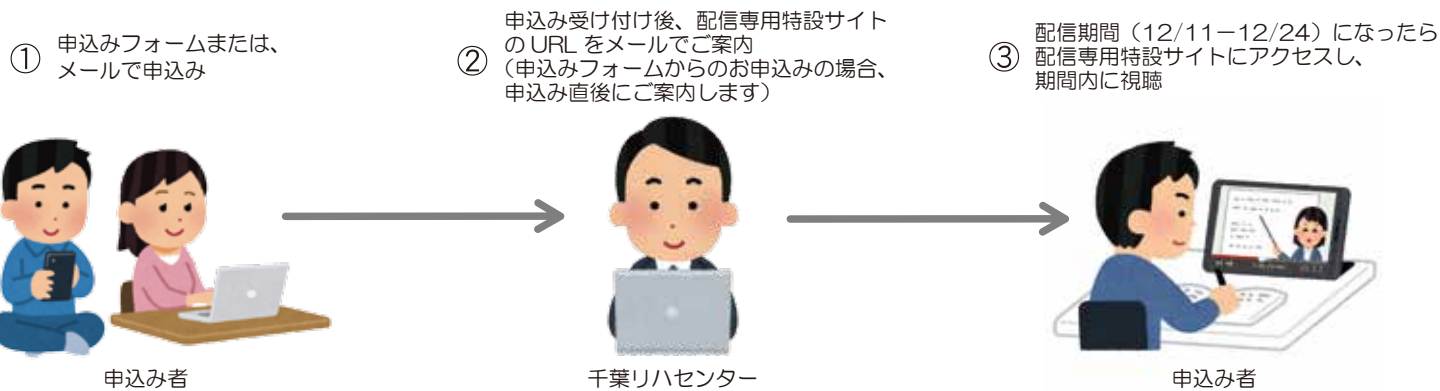 ①
申込みフォームまたは、
メールで申込み
②
申込み受け付け後、配信専用特設サイト
の URL をメールでご案内
（申込みフォームからのお申込みの場合、
申込み直後にご案内します）
③
配信期間（12/11－12/24）になったら
配信専用特設サイトにアクセスし、
期間内に視聴
申込み者
千葉リハセンター
申込み者